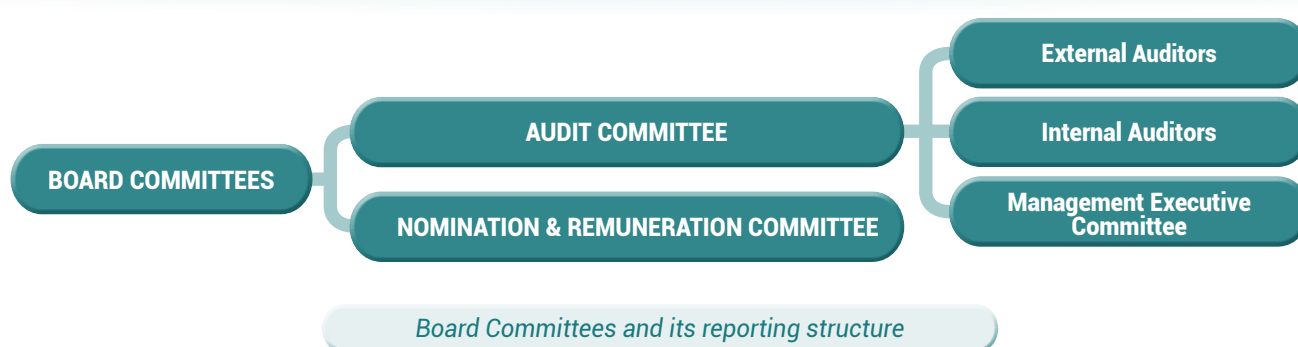 External Auditors
AUDIT COMMITTEE
Internal Auditors
BOARD COMMITTEES
Management Executive
Committee
NOMINATION & REMUNERATION COMMITTEE
Board Committees and its reporting structure